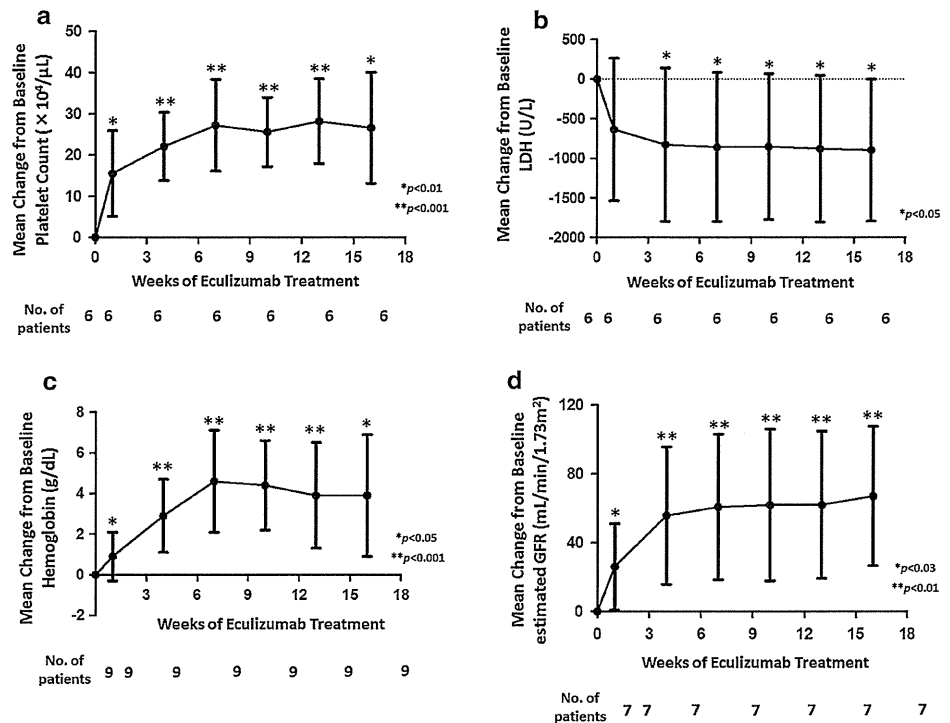 a
Mean Change from Baseline
Platelet Count ( × 10⁴/μL)
50
40
30
20
10
0
* ** ** ** ** *
*p<0.01
**p<0.001
0 3 6 9 12 15 18
Weeks of Eculizumab Treatment
No. of
patients
6 6 6 6 6 6 6
b
Mean Change from Baseline
LDH (U/L)
500
0
-500
-1000
-1500
-2000
* * * * *
*p<0.05
0 3 6 9 12 15 18
Weeks of Eculizumab Treatment
No. of
patients
6 6 6 6 6 6 6
c
Mean Change from Baseline
Hemoglobin (g/dL)
8
6
4
2
0
-2
* ** ** ** ** *
*p<0.05
**p<0.001
3 6 9 12 15 18
Weeks of Eculizumab Treatment
No. of
patients
9 9 9 9 9 9 9
d
Mean Change from Baseline
estimated GFR (mL/min/1.73m²)
120
80
40
0
* ** ** ** ** **
*p<0.03
**p<0.01
0 3 6 9 12 15 18
Weeks of Eculizumab Treatment
No. of
patients
7 7 7 7 7 7 7